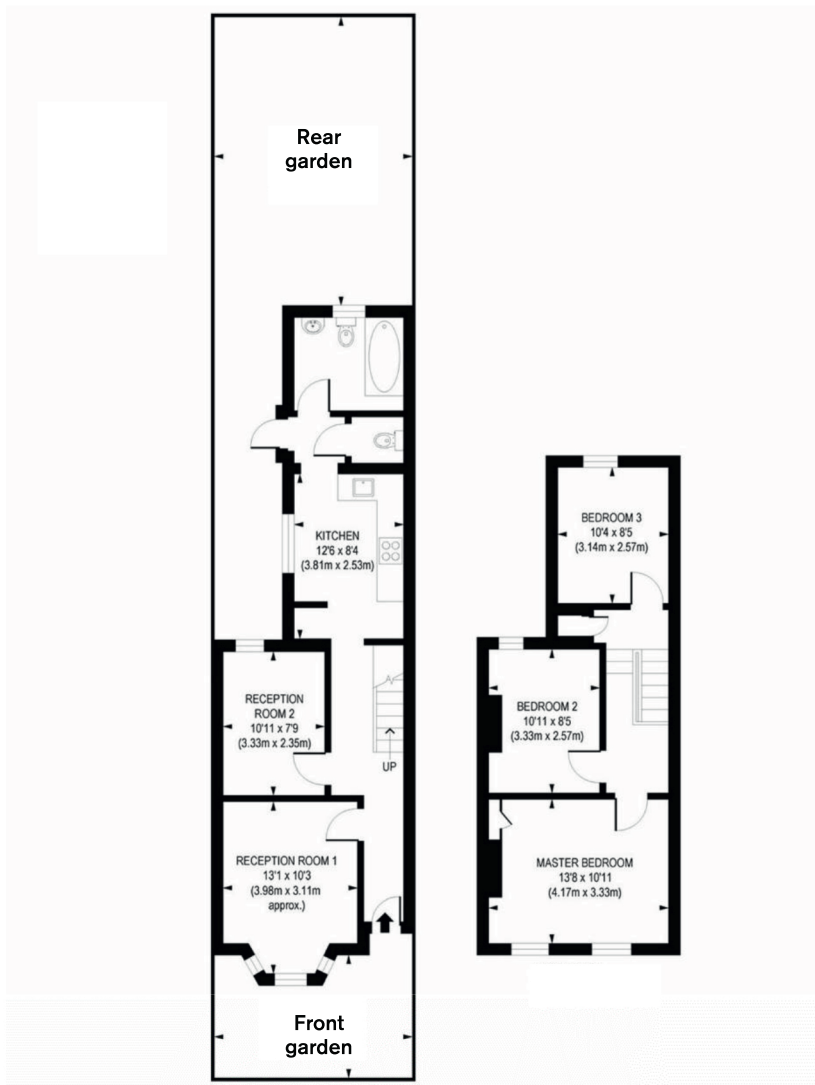 Rear
garden
KITCHEN
12'6 x 8'4
(3.81m x 2.53m)
RECEPTION
ROOM 2
10'11 x 7'9
(3.33m x 2.35m)
UP
RECEPTION ROOM 1
13'1 x 10'3
(3.98m x 3.11m
approx.)
Front
garden
BEDROOM 3
10'4 x 8'5
(3.14m x 2.57m)
BEDROOM 2
10'11 x 8'5
(3.33m x 2.57m)
MASTER BEDROOM
13'8 x 10'11
(4.17m x 3.33m)